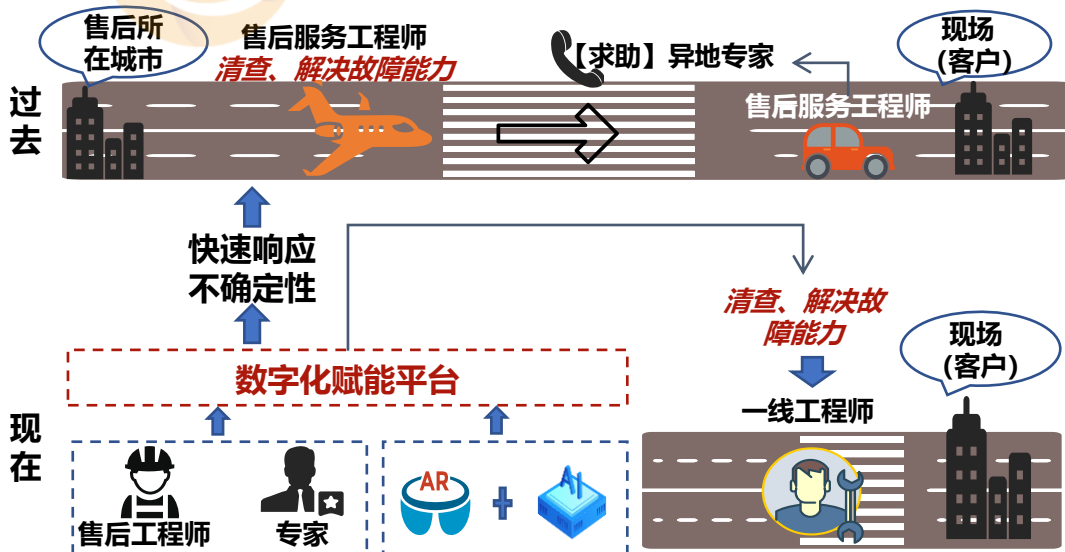 售后所
在城市
售后服务工程师
清查、解决故障能力
【求助】异地专家
现场
(客户)
过
去
售后服务工程师
快速响应
不确定性
清查、解决故
障能力
现场
(客户)
数字化赋能平台
一线工程师
现
在
AR
AI
售后工程师
专家